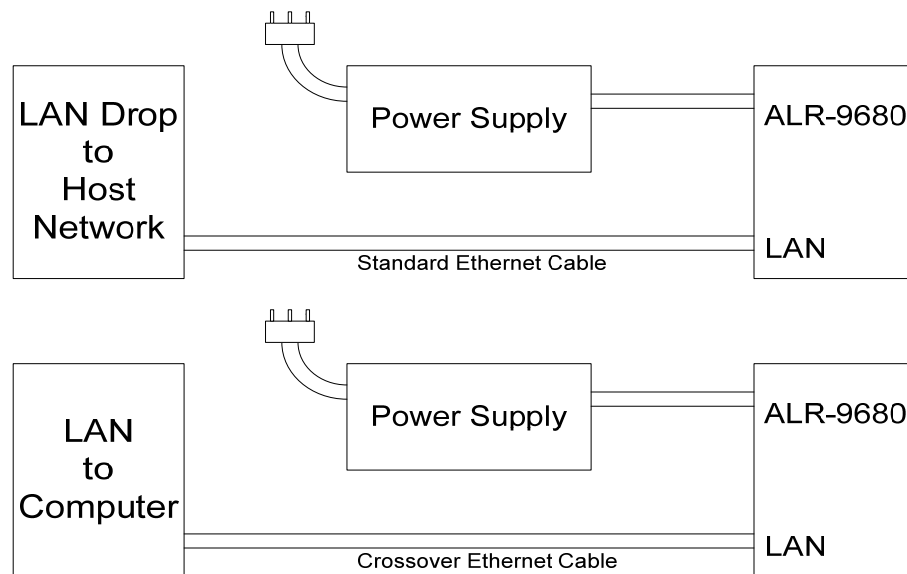 LAN Drop
to
Host
Network
Power Supply
ALR-9680
LAN
Standard Ethernet Cable
LAN
to
Computer
Power Supply
ALR-9680
LAN
Crossover Ethernet Cable